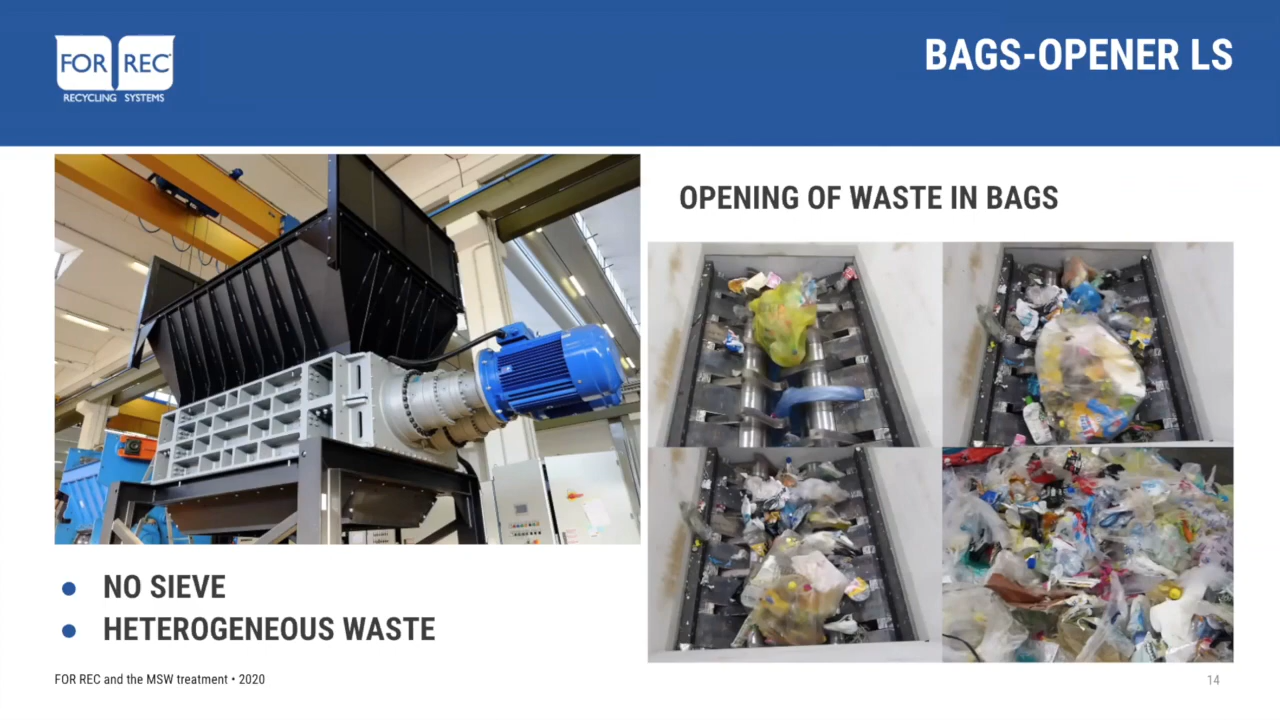 FOR REC
RECYCLING SYSTEMS
BAGS-OPENER LS
OPENING OF WASTE IN BAGS
• NO SIEVE
• HETEROGENEOUS WASTE
FOR REC and the MSW treatment • 2020
14